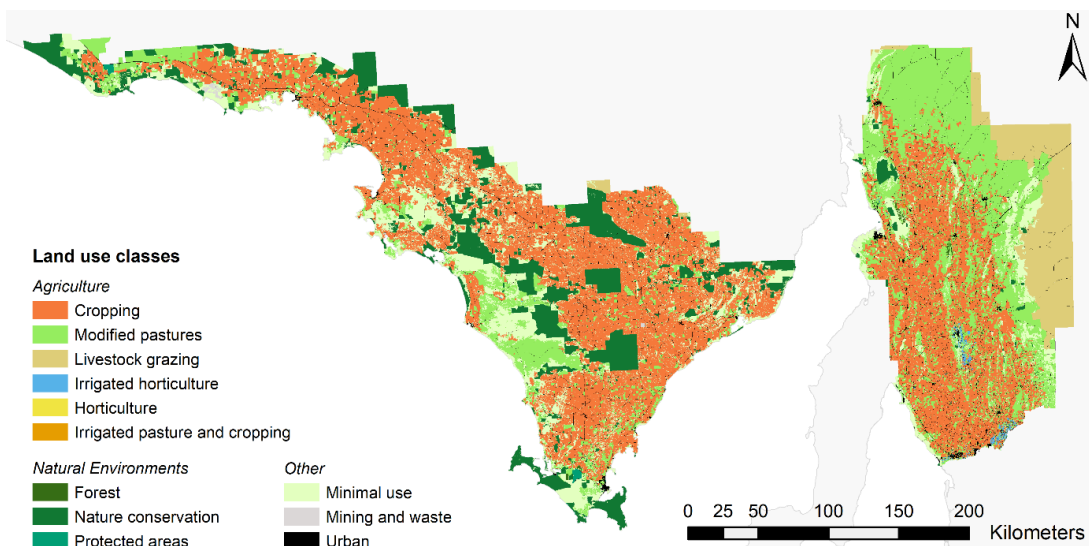 N
Land use classes
Agriculture
Cropping
Modified pastures
Livestock grazing
Irrigated horticulture
Horticulture
Irrigated pasture and cropping
Natural Environments
Forest
Nature conservation
Protected areas
Other
Minimal use
Mining and waste
Urban
0 25 50 100 150 200
Kilometers